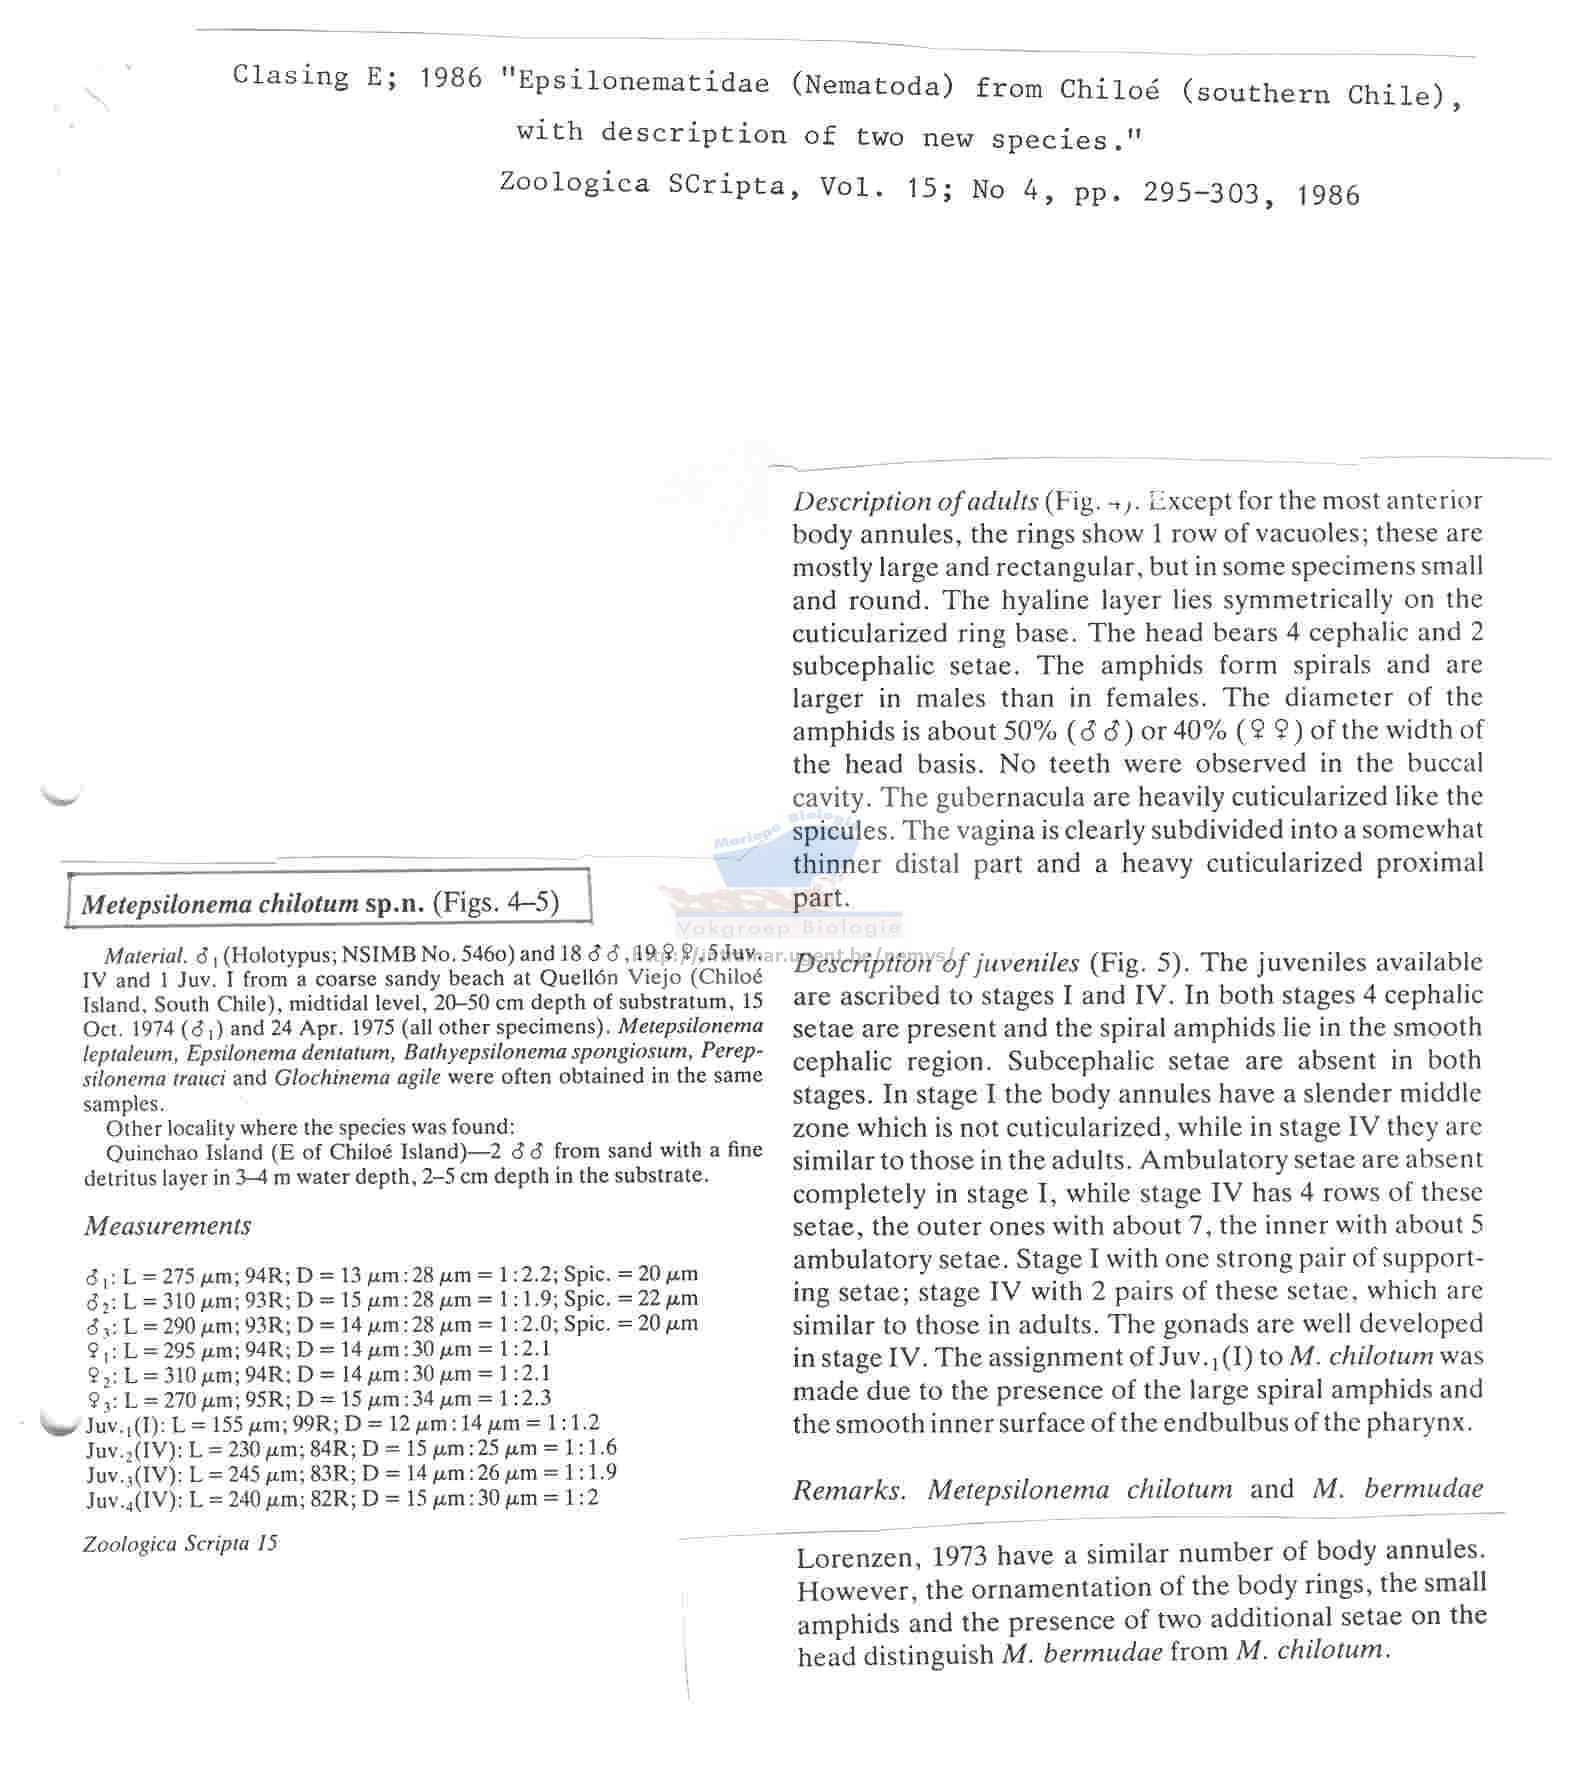 Clasing E; 1986 "Epsilonematidae (Nematoda) from Chiloé (southern Chile),
with description of two new species."
Zoologica SCripta, Vol. 15; No 4, pp. 295-303, 1986
Metepsilonema chilotum sp.n. (Figs. 4–5)
Material. ♂₁ (Holotypus; NSIMB No. 546o) and 18 ♂♂, 19 ♀♀, 5 Juv.
IV and 1 Juv. I from a coarse sandy beach at Quellón Viejo (Chiloé
Island, South Chile), midtidal level, 20–50 cm depth of substratum, 15
Oct. 1974 (♂₁) and 24 Apr. 1975 (all other specimens). Metepsilonema
leptaleum, Epsilonema dentatum, Bathyepsilonema spongiosum, Perep-
silonema trauci and Glochinema agile were often obtained in the same
samples.
Other locality where the species was found:
Quinchao Island (E of Chiloé Island)—2 ♂♂ from sand with a fine
detritus layer in 3–4 m water depth, 2–5 cm depth in the substrate.
Measurements
♂₁: L = 275 µm; 94R; D = 13 µm:28 µm = 1:2.2; Spic. = 20 µm
♂₂: L = 310 µm; 93R; D = 15 µm:28 µm = 1:1.9; Spic. = 22 µm
♂₃: L = 290 µm; 93R; D = 14 µm:28 µm = 1:2.0; Spic. = 20 µm
♀₁: L = 295 µm; 94R; D = 14 µm:30 µm = 1:2.1
♀₂: L = 310 µm; 94R; D = 14 µm:30 µm = 1:2.1
♀₃: L = 270 µm; 95R; D = 15 µm:34 µm = 1:2.3
Juv.₁(I): L = 155 µm; 99R; D = 12 µm:14 µm = 1:1.2
Juv.₂(IV): L = 230 µm; 84R; D = 15 µm:25 µm = 1:1.6
Juv.₃(IV): L = 245 µm; 83R; D = 14 µm:26 µm = 1:1.9
Juv.₄(IV): L = 240 µm; 82R; D = 15 µm:30 µm = 1:2
Zoologica Scripta 15
Description of adults (Fig. Except for the most anterior
body annules, the rings show 1 row of vacuoles; these are
mostly large and rectangular, but in some specimens small
and round. The hyaline layer lies symmetrically on the
cuticularized ring base. The head bears 4 cephalic and 2
subcephalic setae. The amphids form spirals and are
larger in males than in females. The diameter of the
amphids is about 50% (♂♂) or 40% (♀♀) of the width of
the head basis. No teeth were observed in the buccal
cavity. The gubernacula are heavily cuticularized like the
spicules. The vagina is clearly subdivided into a somewhat
thinner distal part and a heavy cuticularized proximal
part.
Description of juveniles (Fig. 5). The juveniles available
are ascribed to stages I and IV. In both stages 4 cephalic
setae are present and the spiral amphids lie in the smooth
cephalic region. Subcephalic setae are absent in both
stages. In stage I the body annules have a slender middle
zone which is not cuticularized, while in stage IV they are
similar to those in the adults. Ambulatory setae are absent
completely in stage I, while stage IV has 4 rows of these
setae, the outer ones with about 7, the inner with about 5
ambulatory setae. Stage I with one strong pair of support-
ing setae; stage IV with 2 pairs of these setae, which are
similar to those in adults. The gonads are well developed
in stage IV. The assignment of Juv.₁(I) to M. chilotum was
made due to the presence of the large spiral amphids and
the smooth inner surface of the endbulbus of the pharynx.
Remarks. Metepsilonema chilotum and M. bermudae
Lorenzen, 1973 have a similar number of body annules.
However, the ornamentation of the body rings, the small
amphids and the presence of two additional setae on the
head distinguish M. bermudae from M. chilotum.
Mariene Biologie
Vakgroep Biologie